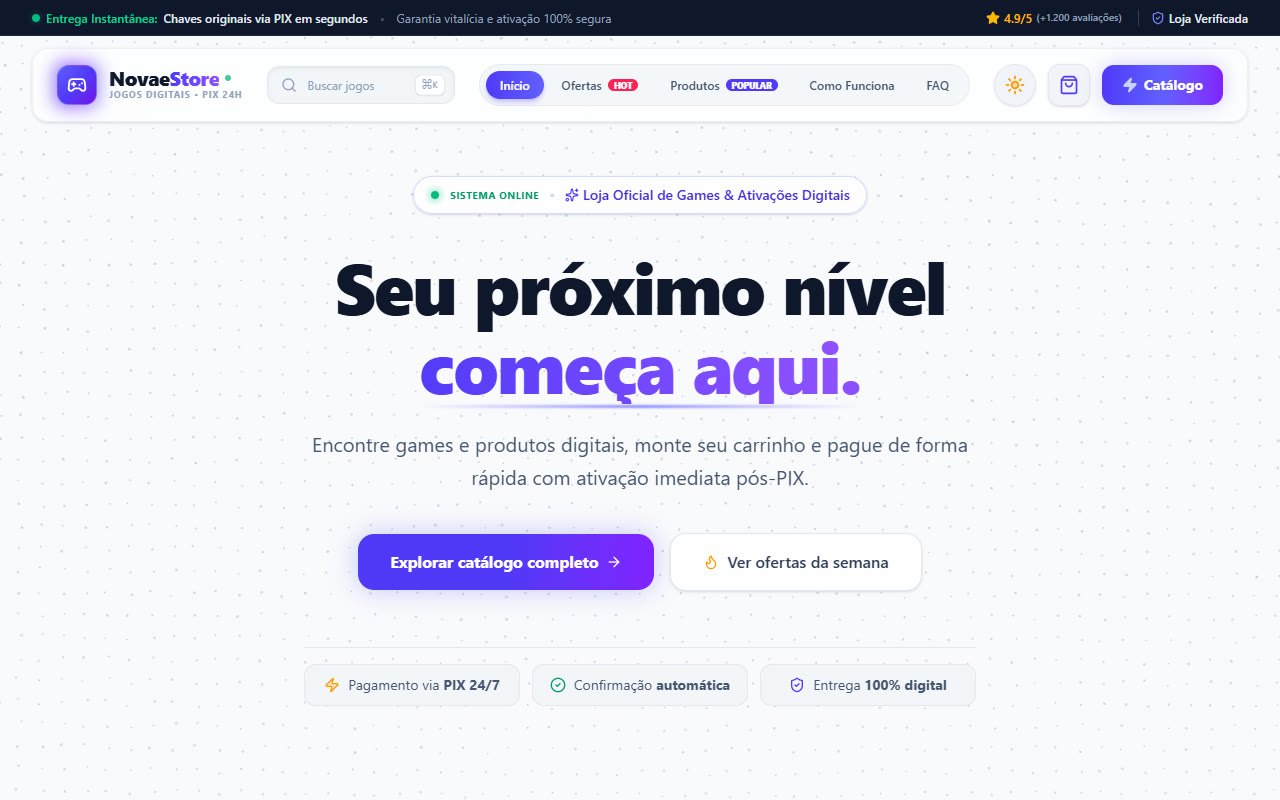 Entrega Instantânea: Chaves originais via PIX em segundos • Garantia vitalícia e ativação 100% segura
4.9/5 (+1.200 avaliações)
Loja Verificada
NovaeStore
JOGOS DIGITAIS • PIX 24H
Buscar jogos
⌘K
Início
Ofertas HOT
Produtos POPULAR
Como Funciona
FAQ
Catálogo
SISTEMA ONLINE • Loja Oficial de Games & Ativações Digitais
Seu próximo nível
começa aqui.
Encontre games e produtos digitais, monte seu carrinho e pague de forma
rápida com ativação imediata pós-PIX.
Explorar catálogo completo →
Ver ofertas da semana
Pagamento via PIX 24/7
Confirmação automática
Entrega 100% digital